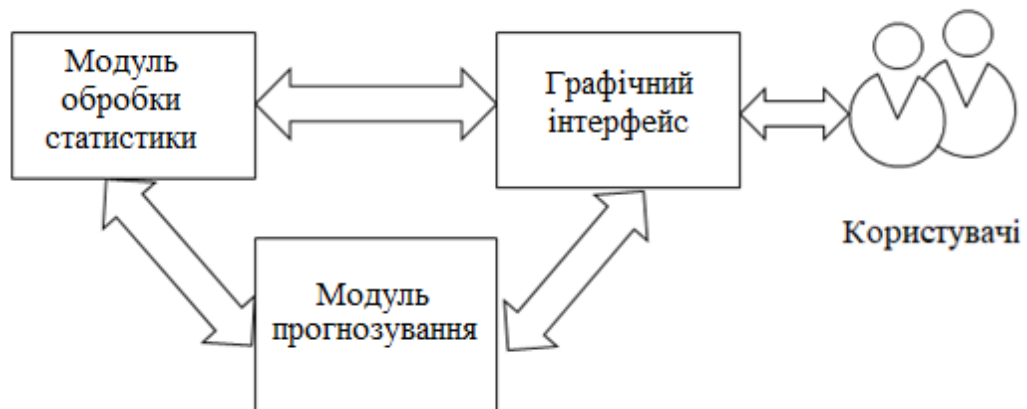 Модуль
обробки
статистики
Графічний
інтерфейс
Користувачі
Модуль
прогнозування